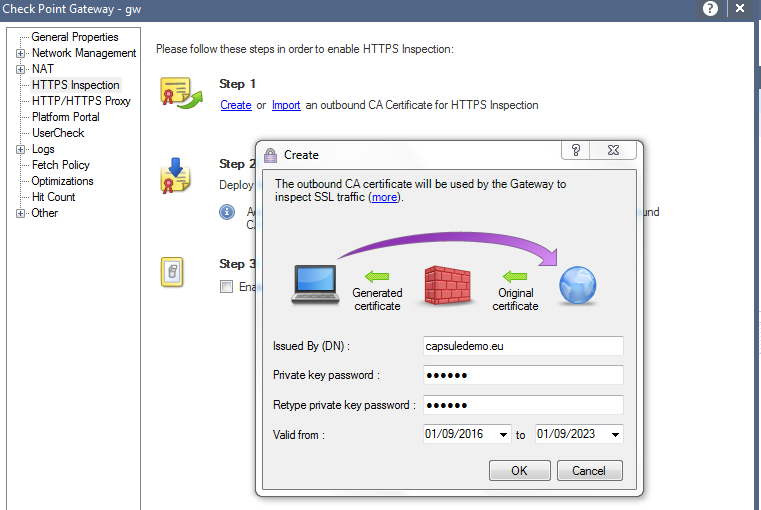 Check Point Gateway - gw
General Properties
Network Management
NAT
HTTPS Inspection
HTTP/HTTPS Proxy
Platform Portal
UserCheck
Logs
Fetch Policy
Optimizations
Hit Count
Other
Please follow these steps in order to enable HTTPS Inspection:
Step 1
Create or Import an outbound CA Certificate for HTTPS Inspection
Step 2
Deploy
und
Step 3
Ena
Create
The outbound CA certificate will be used by the Gateway to
inspect SSL traffic (more).
Generated
certificate
Original
certificate
Issued By (DN) :
capsuledemo.eu
Private key password :
••••••
Retype private key password :
••••••
Valid from :
01/09/2016
to
01/09/2023
OK
Cancel